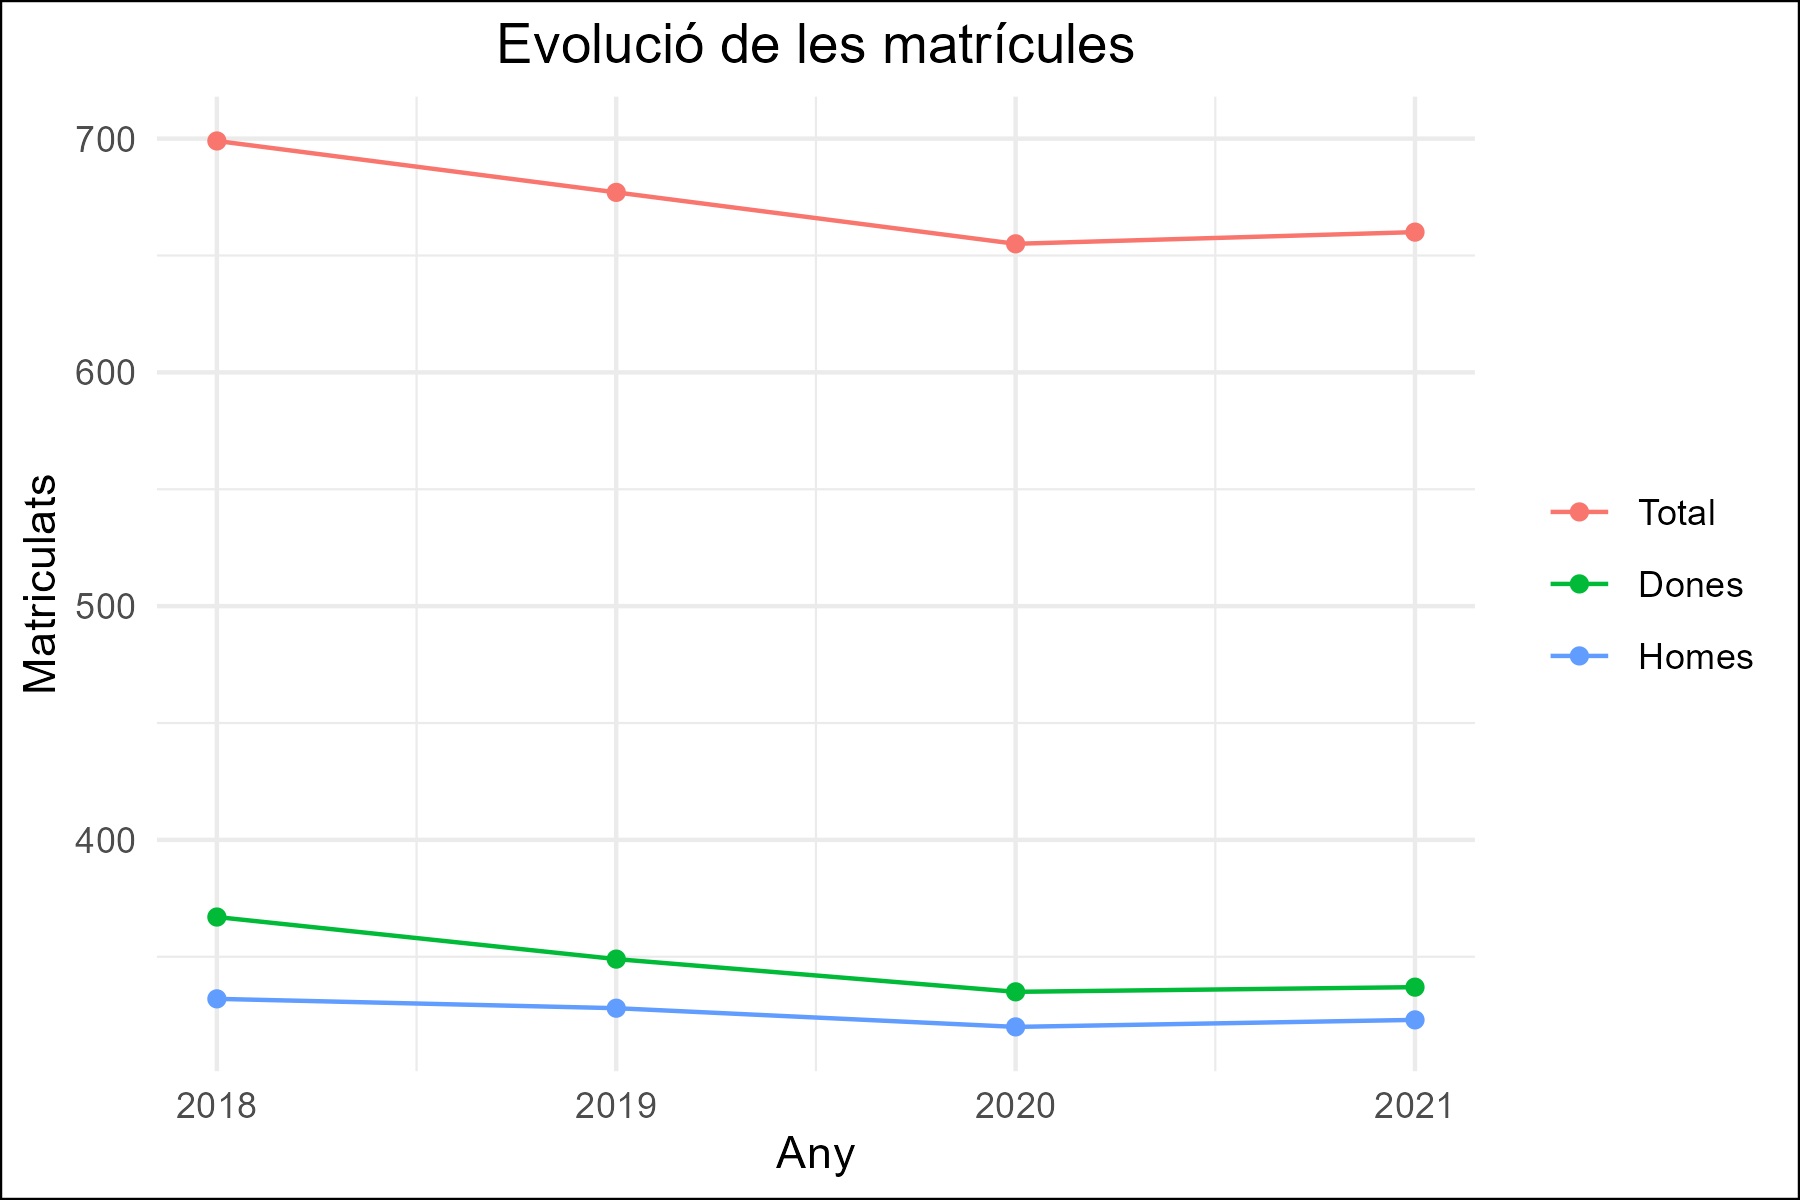 Evolució de les matrícules
700
600
500
400
Matriculats
2018
2019
2020
2021
Any
Total
Dones
Homes